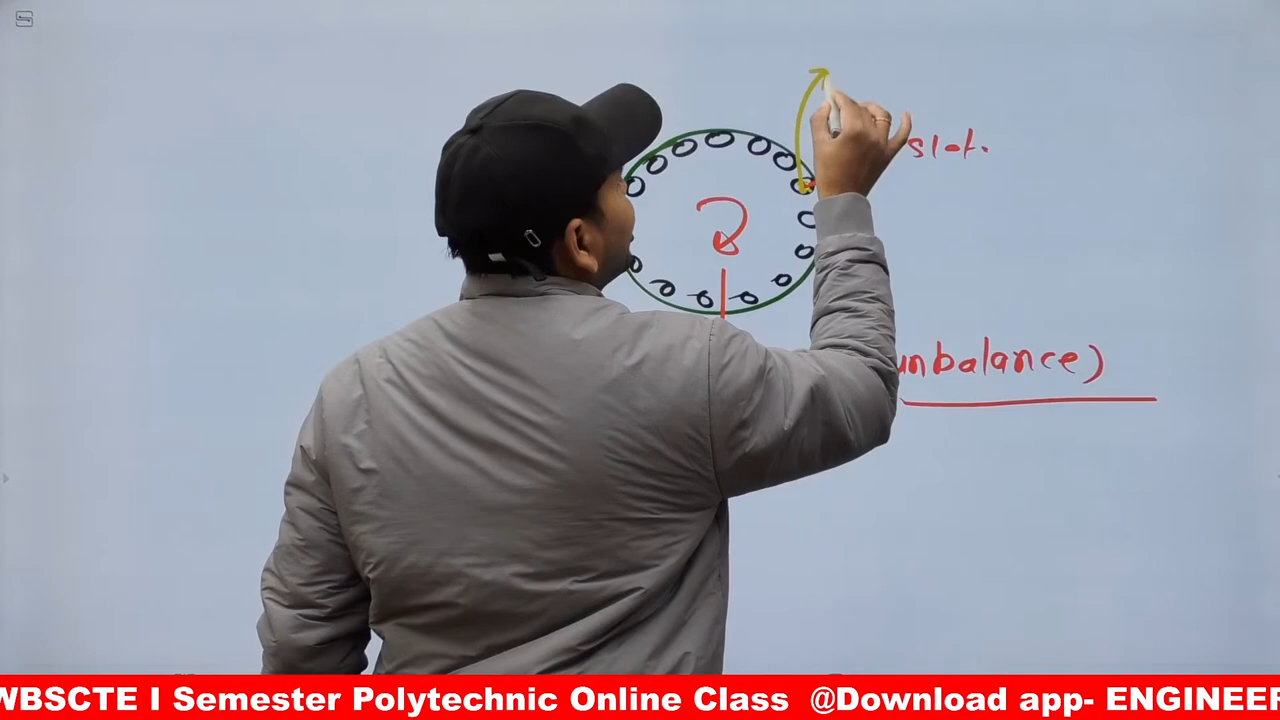 slot.
unbalance)
WBSCTE I Semester Polytechnic Online Class @Download app- ENGINEER